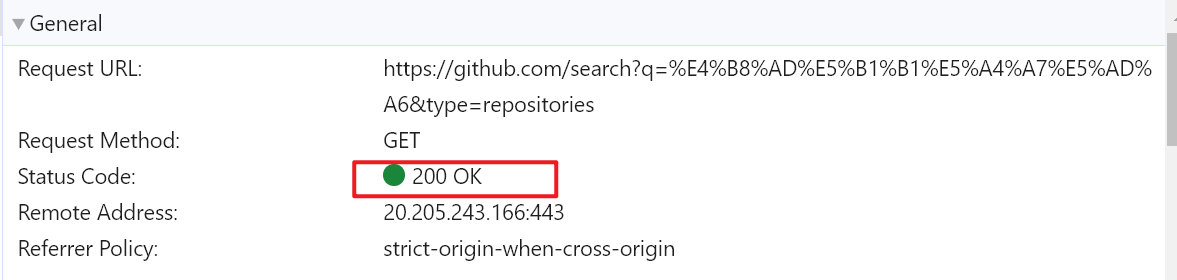 General
Request URL: https://github.com/search?q=%E4%B8%AD%E5%B1%B1%E5%A4%A7%E5%AD%
A6&type=repositories
Request Method: GET
Status Code: 200 OK
Remote Address: 20.205.243.166:443
Referrer Policy: strict-origin-when-cross-origin